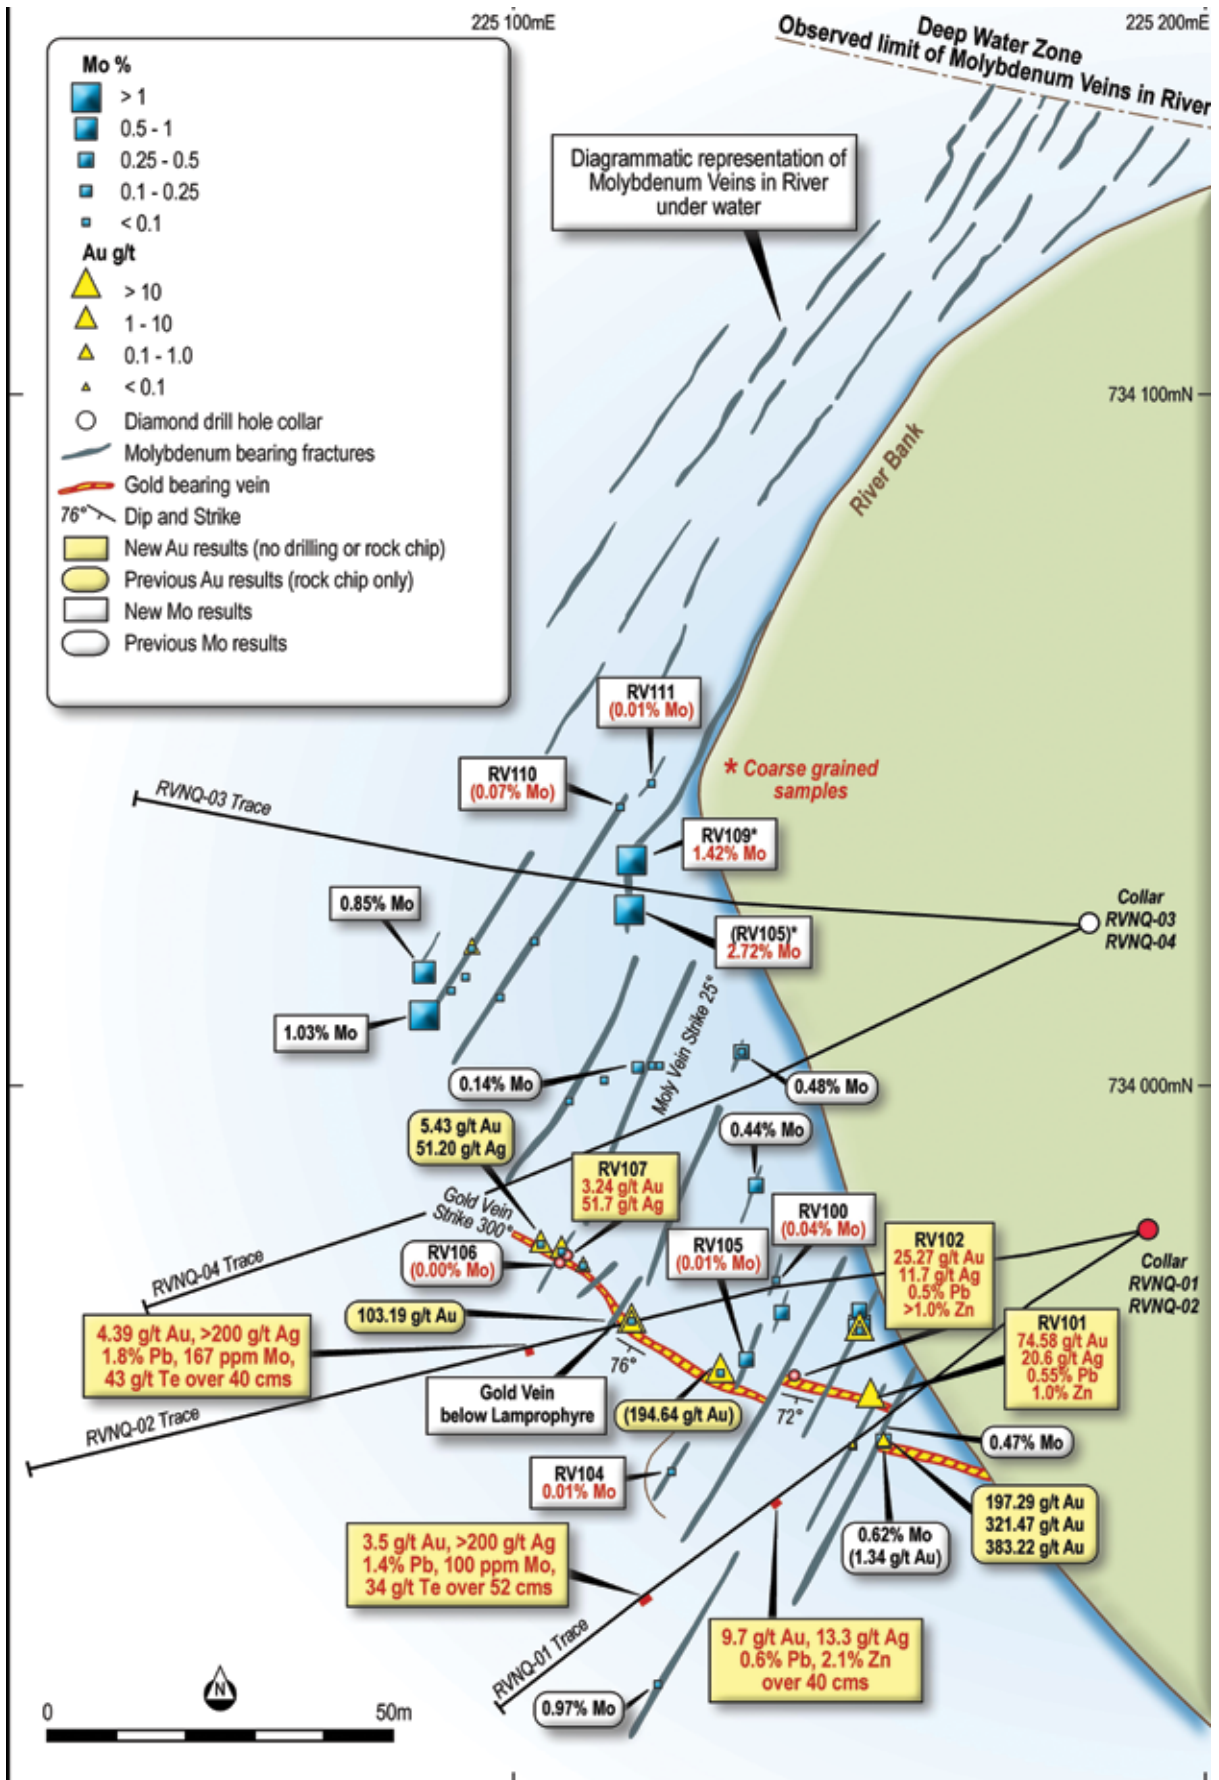 225 100mE
225 200mE
Deep Water Zone
Observed limit of Molybdenum Veins in River
Mo %
> 1
0.5 - 1
0.25 - 0.5
0.1 - 0.25
< 0.1
Au g/t
> 10
1 - 10
0.1 - 1.0
< 0.1
Diamond drill hole collar
Molybdenum bearing fractures
Gold bearing vein
76° Dip and Strike
New Au results (no drilling or rock chip)
Previous Au results (rock chip only)
New Mo results
Previous Mo results
Diagrammatic representation of
Molybdenum Veins in River
under water
734 100mN
River Bank
RV111
(0.01% Mo)
RV110
(0.07% Mo)
* Coarse grained
samples
RVNQ-03 Trace
RV109*
1.42% Mo
0.85% Mo
(RV105)*
2.72% Mo
Collar
RVNQ-03
RVNQ-04
1.03% Mo
Moly Vein Strike 25°
0.14% Mo
0.48% Mo
734 000mN
5.43 g/t Au
51.20 g/t Ag
0.44% Mo
RV107
3.24 g/t Au
51.7 g/t Ag
Gold Vein
Strike 300°
RV100
(0.04% Mo)
RV106
(0.00% Mo)
RV105
(0.01% Mo)
RV102
25.27 g/t Au
11.7 g/t Ag
0.5% Pb
>1.0% Zn
Collar
RVNQ-01
RVNQ-02
RVNQ-04 Trace
103.19 g/t Au
4.39 g/t Au, >200 g/t Ag
1.8% Pb, 167 ppm Mo,
43 g/t Te over 40 cms
RV101
74.58 g/t Au
20.6 g/t Ag
0.55% Pb
1.0% Zn
76°
Gold Vein
below Lamprophyre
(194.64 g/t Au)
72°
RVNQ-02 Trace
0.47% Mo
RV104
0.01% Mo
197.29 g/t Au
321.47 g/t Au
383.22 g/t Au
0.62% Mo
(1.34 g/t Au)
3.5 g/t Au, >200 g/t Ag
1.4% Pb, 100 ppm Mo,
34 g/t Te over 52 cms
RVNQ-01 Trace
9.7 g/t Au, 13.3 g/t Ag
0.6% Pb, 2.1% Zn
over 40 cms
0.97% Mo
N
0
50m